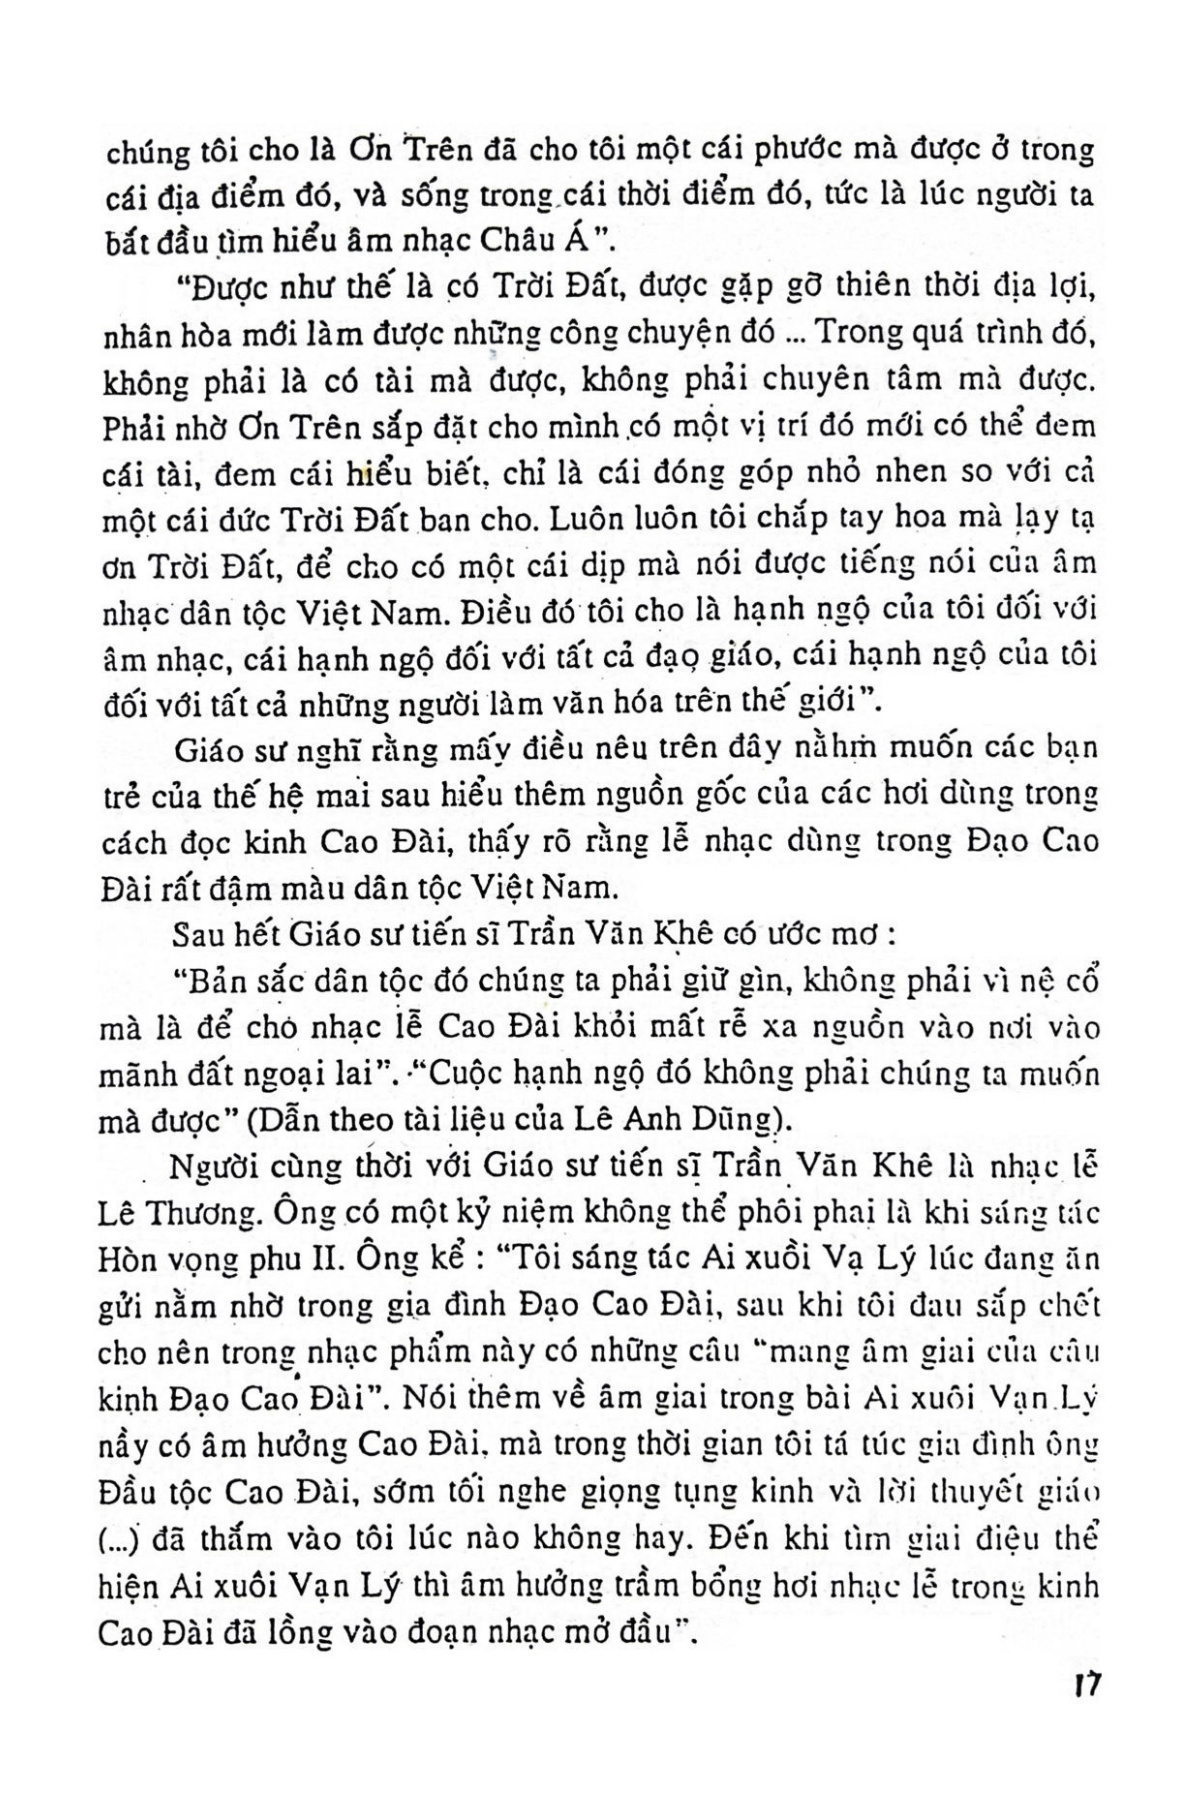 chúng tôi cho là Ơn Trên đã cho tôi một cái phước mà được ở trong
cái địa điểm đó, và sống trong cái thời điểm đó, tức là lúc người ta
bắt đầu tìm hiểu âm nhạc Châu Á".
"Được như thế là có Trời Đất, được gặp gỡ thiên thời địa lợi,
nhân hòa mới làm được những công chuyện đó ... Trong quá trình đó,
không phải là có tài mà được, không phải chuyên tâm mà được.
Phải nhờ Ơn Trên sắp đặt cho mình có một vị trí đó mới có thể đem
cái tài, đem cái hiểu biết, chỉ là cái đóng góp nhỏ nhen so với cả
một cái đức Trời Đất ban cho. Luôn luôn tôi chắp tay hoa mà lạy tạ
ơn Trời Đất, để cho có một cái dịp mà nói được tiếng nói của âm
nhạc dân tộc Việt Nam. Điều đó tôi cho là hạnh ngộ của tôi đối với
âm nhạc, cái hạnh ngộ đối với tất cả đạo giáo, cái hạnh ngộ của tôi
đối với tất cả những người làm văn hóa trên thế giới".
Giáo sư nghĩ rằng mấy điều nêu trên đây nằhm muốn các bạn
trẻ của thế hệ mai sau hiểu thêm nguồn gốc của các hơi dùng trong
cách đọc kinh Cao Đài, thấy rõ rằng lễ nhạc dùng trong Đạo Cao
Đài rất đậm màu dân tộc Việt Nam.
Sau hết Giáo sư tiến sĩ Trần Văn Khê có ước mơ :
"Bản sắc dân tộc đó chúng ta phải giữ gìn, không phải vì nệ cổ
mà là để cho nhạc lễ Cao Đài khỏi mất rễ xa nguồn vào nơi vào
mãnh đất ngoại lai". "Cuộc hạnh ngộ đó không phải chúng ta muốn
mà được" (Dẫn theo tài liệu của Lê Anh Dũng).
Người cùng thời với Giáo sư tiến sĩ Trần Văn Khê là nhạc lễ
Lê Thương. Ông có một kỷ niệm không thể phôi phai là khi sáng tác
Hòn vọng phu II. Ông kể : "Tôi sáng tác Ai xuồi Vạ Lý lúc đang ăn
gửi nằm nhờ trong gia đình Đạo Cao Đài, sau khi tôi đau sắp chết
cho nên trong nhạc phẩm này có những câu "mang âm giai của câu
kinh Đạo Cao Đài". Nói thêm về âm giai trong bài Ai xuôi Vạn Lý
nầy có âm hưởng Cao Đài, mà trong thời gian tôi tá túc gia đình ông
Đầu tộc Cao Đài, sớm tối nghe giọng tụng kinh và lời thuyết giáo
(...) đã thấm vào tôi lúc nào không hay. Đến khi tìm giai điệu thể
hiện Ai xuôi Vạn Lý thì âm hưởng trầm bổng hơi nhạc lễ trong kinh
Cao Đài đã lồng vào đoạn nhạc mở đầu".
17